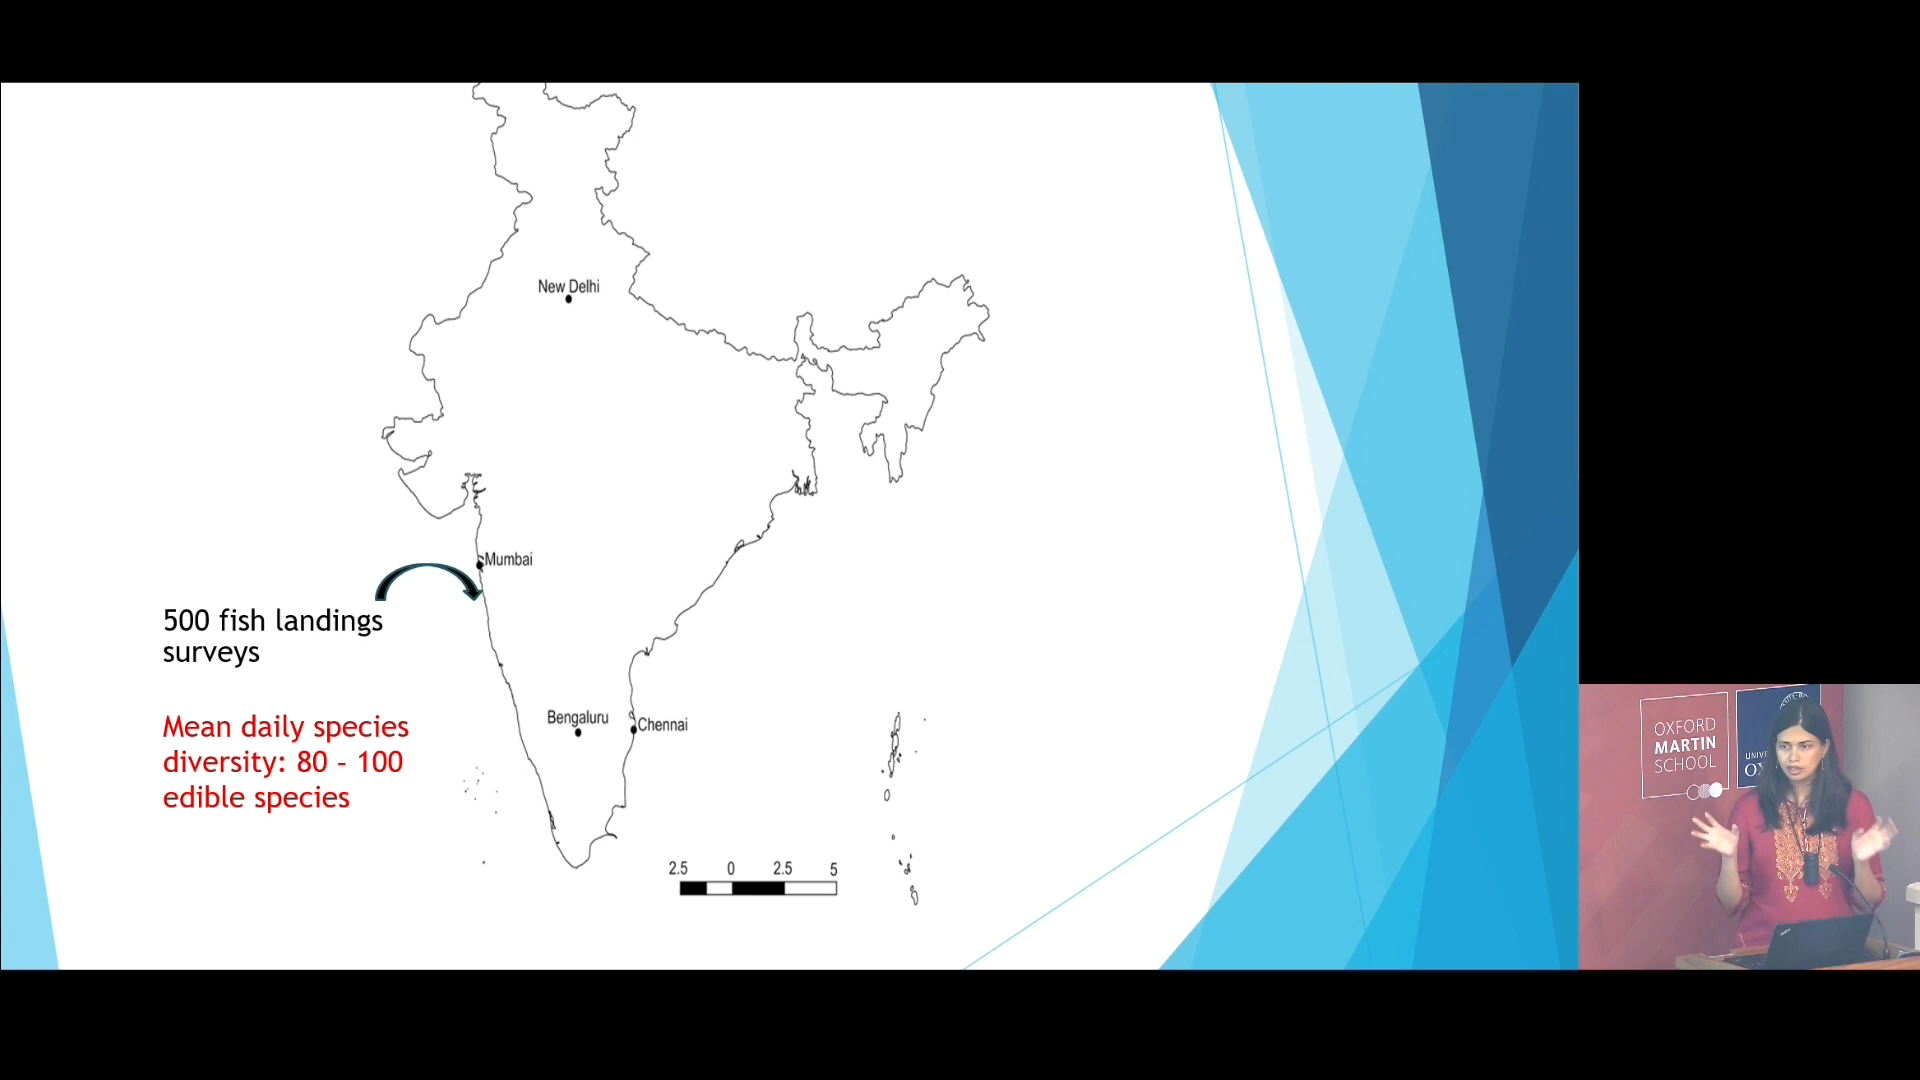 New Delhi
Mumbai
500 fish landings
surveys
Mean daily species
diversity: 80 - 100
edible species
Bengaluru
Chennai
2.5 0 2.5 5
OXFORD
MARTIN
SCHOOL